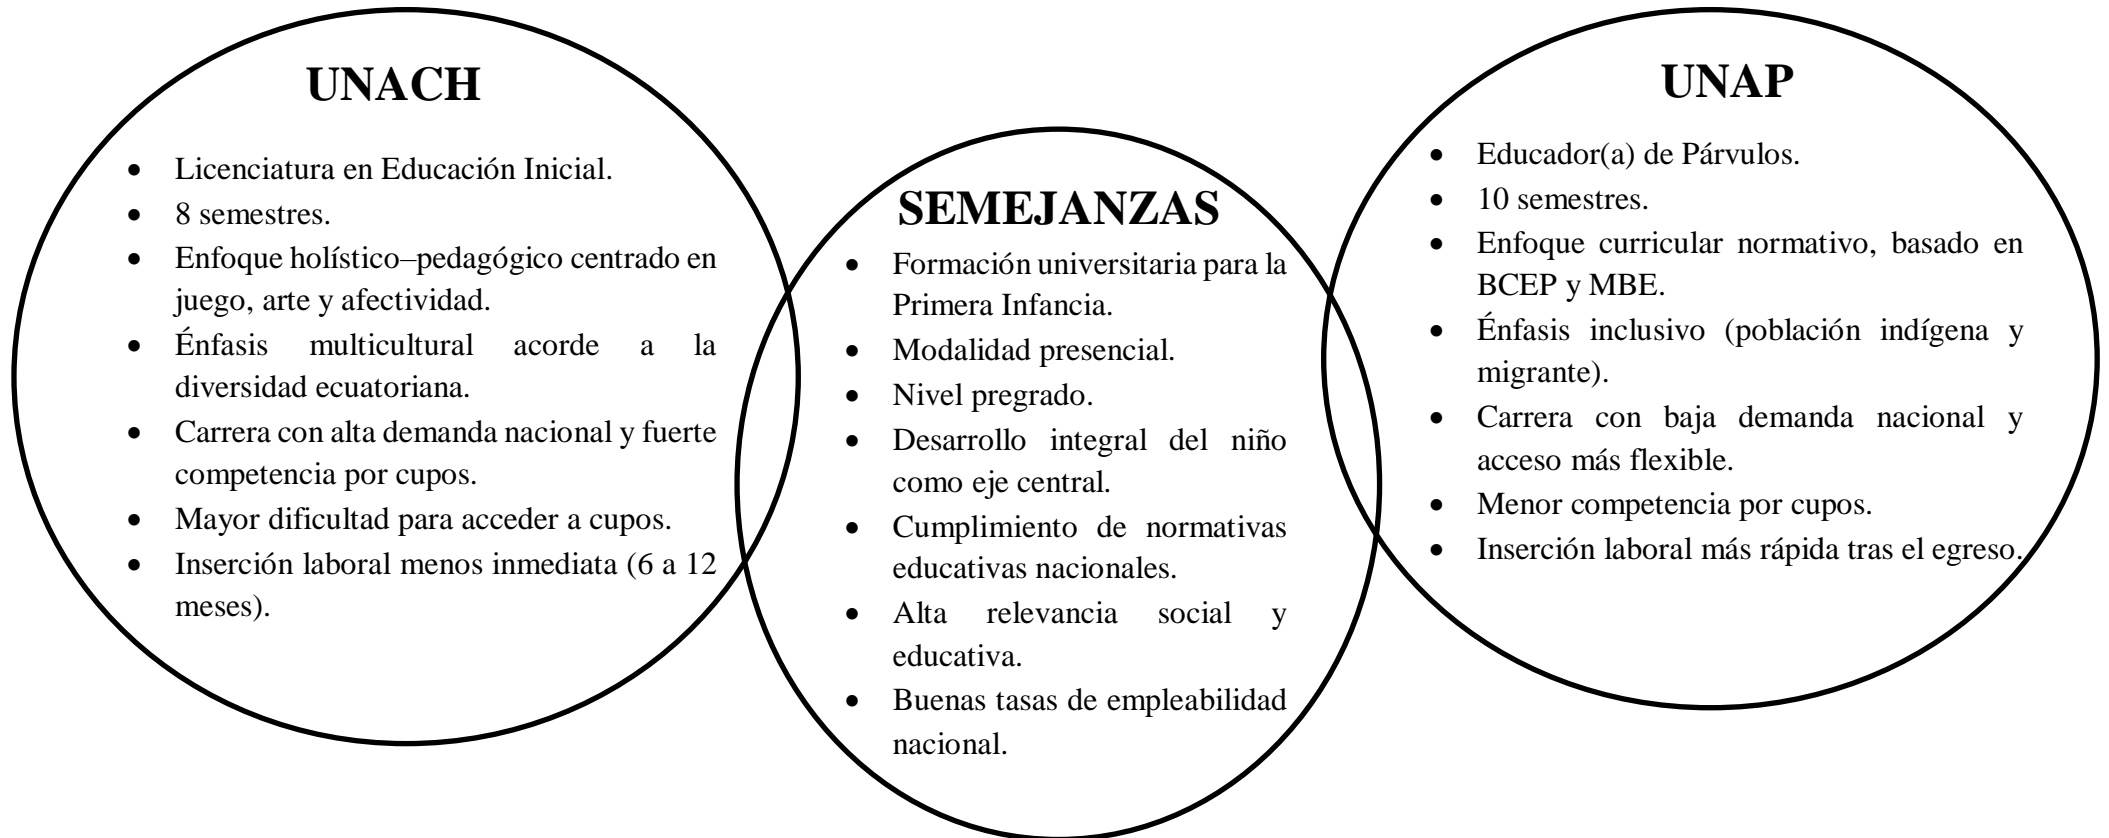 UNACH
• Licenciatura en Educación Inicial.
• 8 semestres.
• Enfoque holístico–pedagógico centrado en
juego, arte y afectividad.
• Énfasis multicultural acorde a la
diversidad ecuatoriana.
• Carrera con alta demanda nacional y fuerte
competencia por cupos.
• Mayor dificultad para acceder a cupos.
• Inserción laboral menos inmediata (6 a 12
meses).
SEMEJANZAS
• Formación universitaria para la
Primera Infancia.
• Modalidad presencial.
• Nivel pregrado.
• Desarrollo integral del niño
como eje central.
• Cumplimiento de normativas
educativas nacionales.
• Alta relevancia social y
educativa.
• Buenas tasas de empleabilidad
nacional.
UNAP
• Educador(a) de Párvulos.
• 10 semestres.
• Enfoque curricular normativo, basado en
BCEP y MBE.
• Énfasis inclusivo (población indígena y
migrante).
• Carrera con baja demanda nacional y
acceso más flexible.
• Menor competencia por cupos.
• Inserción laboral más rápida tras el egreso.